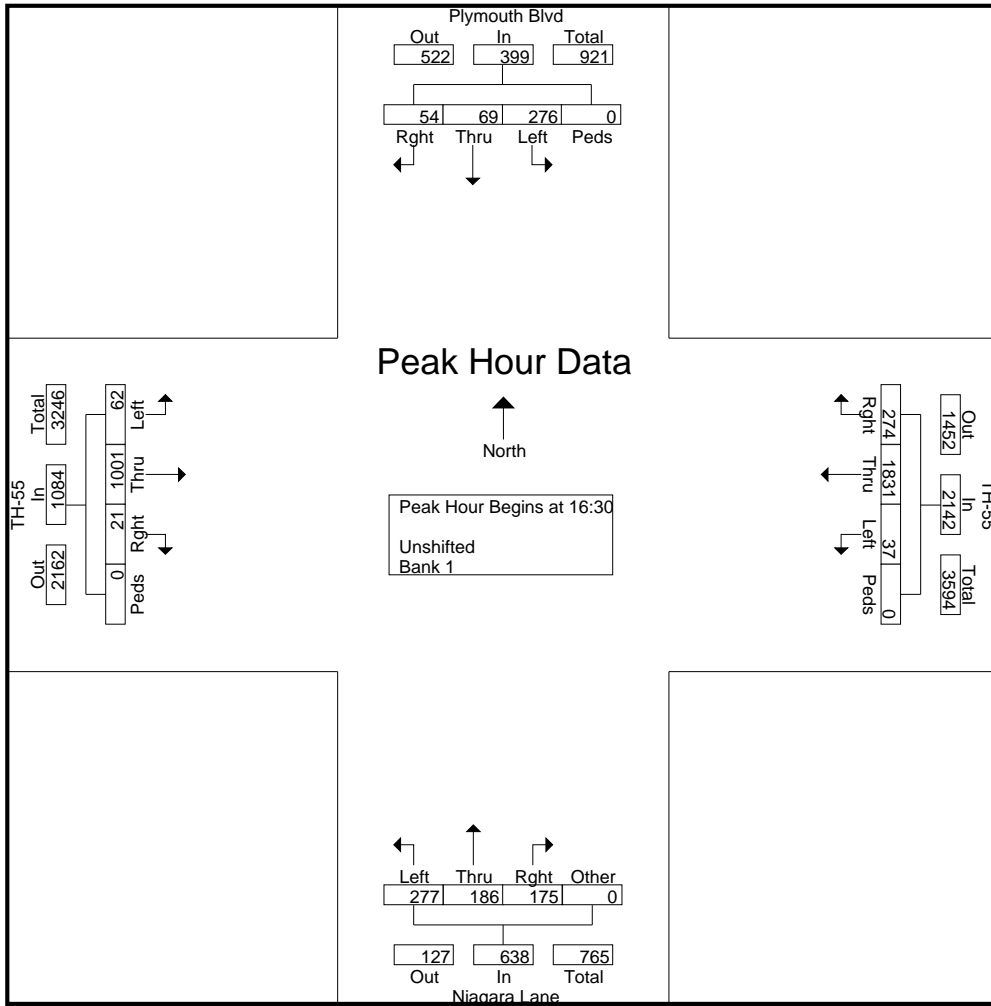 Plymouth Blvd
Out In Total
522 399 921
54 69 276 0
Rght Thru Left Peds
Peak Hour Data
North
Peak Hour Begins at 16:30
Unshifted
Bank 1
TH-55
Total In Out
3246 1084 2162
62 1001 21 0
Left Thru Rght Peds
TH-55
Out In Total
1452 2142 3594
274 1831 37 0
Rght Thru Left Peds
Left Thru Rght Other
277 186 175 0
127 638 765
Out In Total
Niagara Lane